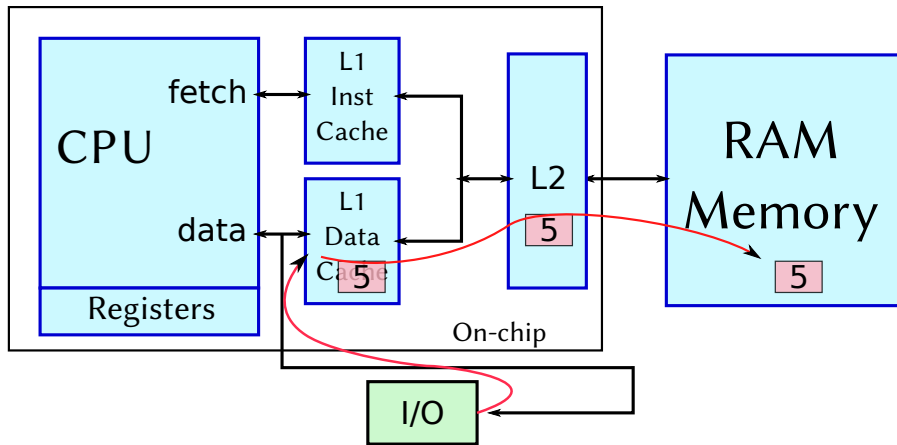 fetch
CPU
data
Registers
L1
Inst
Cache
L1
Data
Cache
5
L2
5
RAM
Memory
5
On-chip
I/O